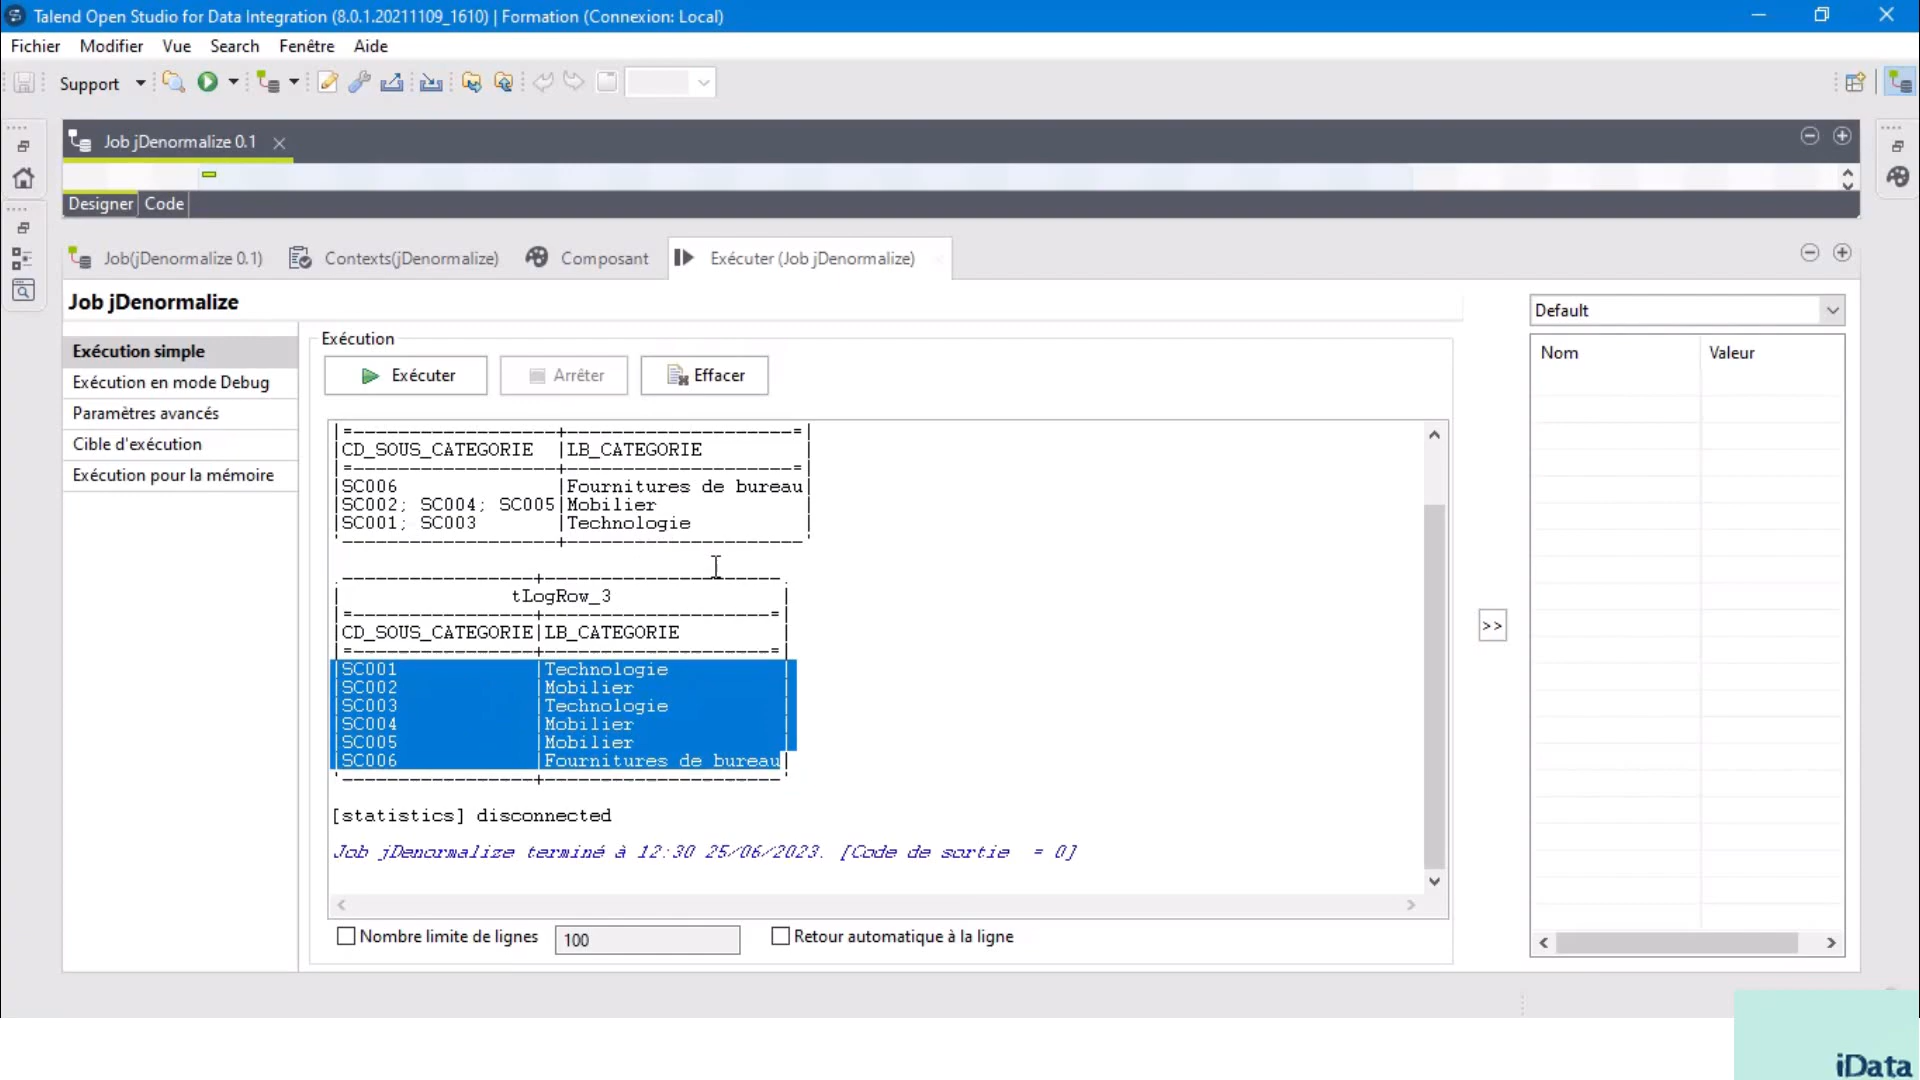 Talend Open Studio for Data Integration (8.0.1.20211109_1610) | Formation (Connexion: Local)
Fichier Modifier Vue Search Fenêtre Aide
Support
Job jDenormalize 0.1
Designer Code
Job(jDenormalize 0.1) Contexts(jDenormalize) Composant Exécuter (Job jDenormalize)
Job jDenormalize
Default
Exécution simple
Exécution en mode Debug
Paramètres avancés
Cible d'exécution
Exécution pour la mémoire
Exécution
Exécuter Arrêter Effacer
|=--------------------+---------------------=|
|CD_SOUS_CATEGORIE |LB_CATEGORIE |
|=--------------------+---------------------=|
|SC006 |Fournitures de bureau|
|SC002; SC004; SC005|Mobilier |
|SC001; SC003 |Technologie |
'--------------------+---------------------'
.------------------+---------------------.
| tLogRow_3 |
|=-----------------+--------------------=|
|CD_SOUS_CATEGORIE|LB_CATEGORIE |
|=-----------------+--------------------=|
|SC001 |Technologie |
|SC002 |Mobilier |
|SC003 |Technologie |
|SC004 |Mobilier |
|SC005 |Mobilier |
|SC006 |Fournitures de bureau|
'------------------+---------------------'
[statistics] disconnected
Job jDenormalize terminé à 12:30 25/06/2023. [Code de sortie = 0]
Nombre limite de lignes 100 Retour automatique à la ligne
>>
Nom Valeur
iData